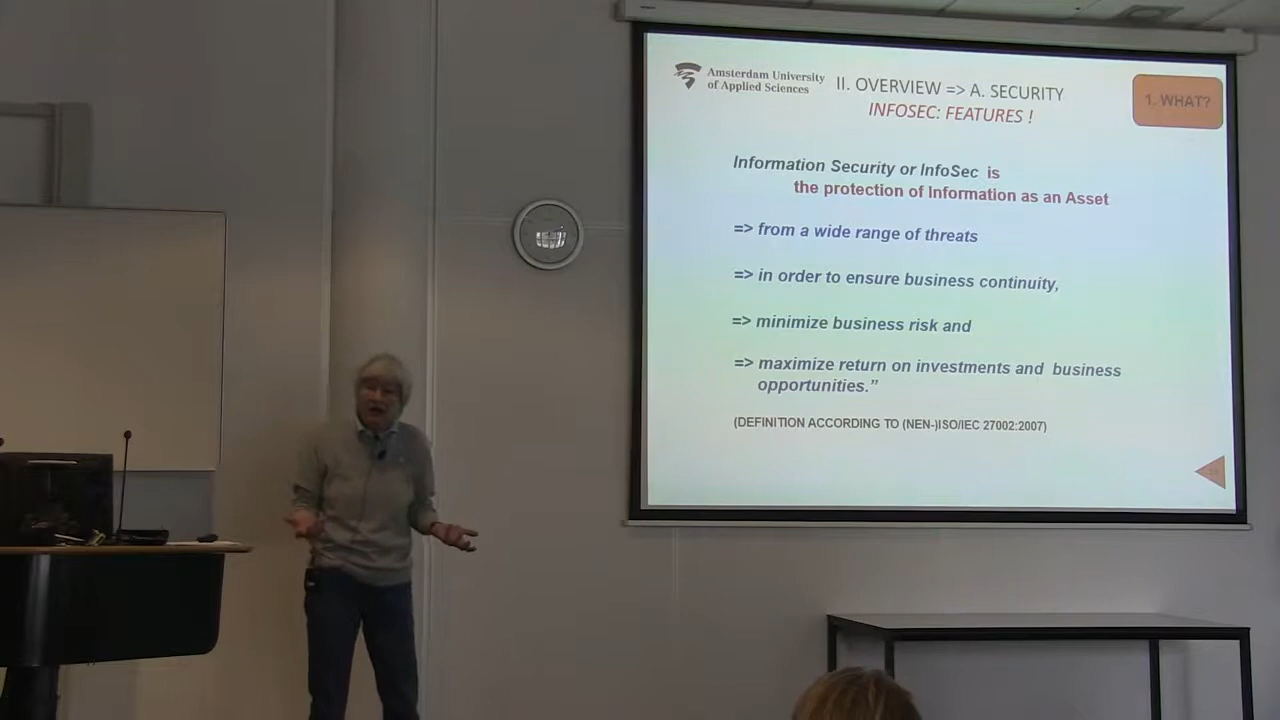 Amsterdam University
of Applied Sciences
II. OVERVIEW => A. SECURITY
INFOSEC: FEATURES !
1. WHAT?
Information Security or InfoSec is
the protection of Information as an Asset
=> from a wide range of threats
=> in order to ensure business continuity,
=> minimize business risk and
=> maximize return on investments and business
opportunities.”
(DEFINITION ACCORDING TO (NEN-)ISO/IEC 27002:2007)